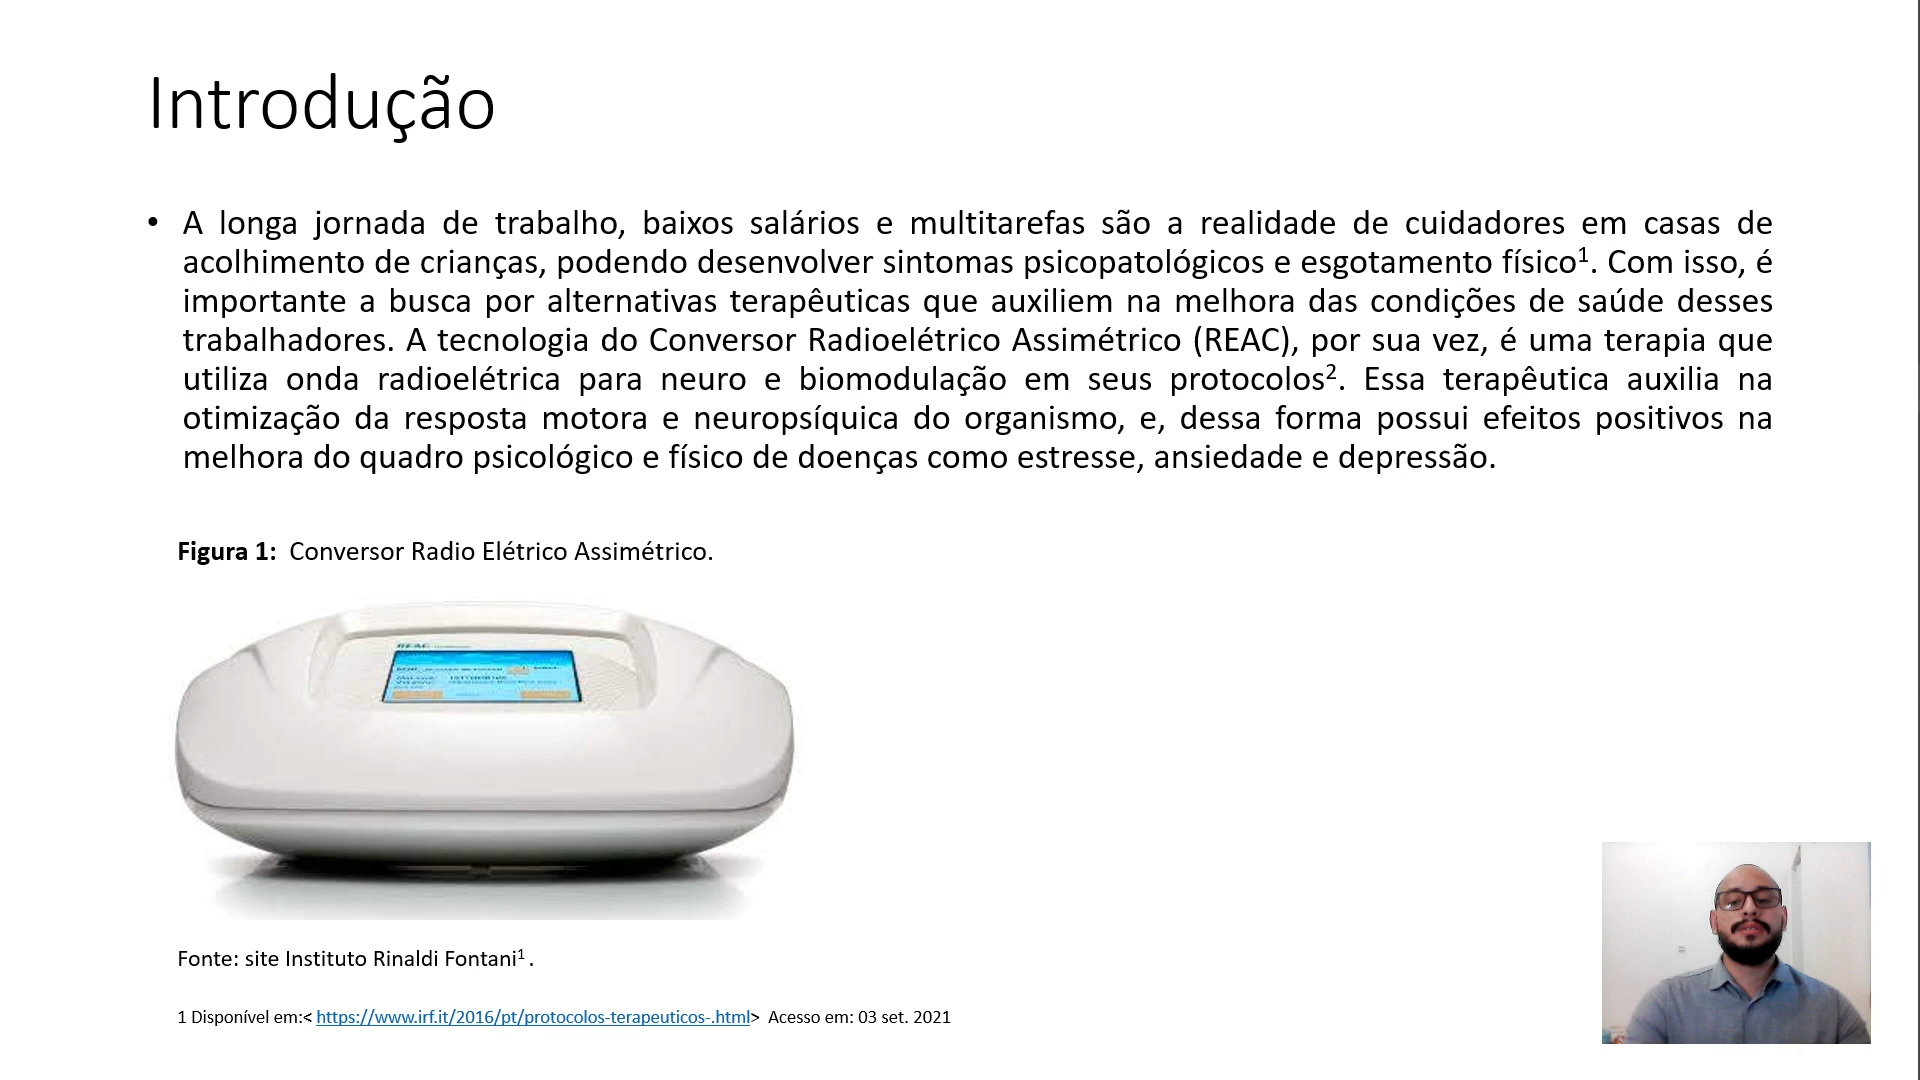 Introdução
• A longa jornada de trabalho, baixos salários e multitarefas são a realidade de cuidadores em casas de
acolhimento de crianças, podendo desenvolver sintomas psicopatológicos e esgotamento físico¹. Com isso, é
importante a busca por alternativas terapêuticas que auxiliem na melhora das condições de saúde desses
trabalhadores. A tecnologia do Conversor Radioelétrico Assimétrico (REAC), por sua vez, é uma terapia que
utiliza onda radioelétrica para neuro e biomodulação em seus protocolos². Essa terapêutica auxilia na
otimização da resposta motora e neuropsíquica do organismo, e, dessa forma possui efeitos positivos na
melhora do quadro psicológico e físico de doenças como estresse, ansiedade e depressão.
Figura 1: Conversor Radio Elétrico Assimétrico.
REAC
Fonte: site Instituto Rinaldi Fontani¹ .
1 Disponível em:< https://www.irf.it/2016/pt/protocolos-terapeuticos-.html> Acesso em: 03 set. 2021